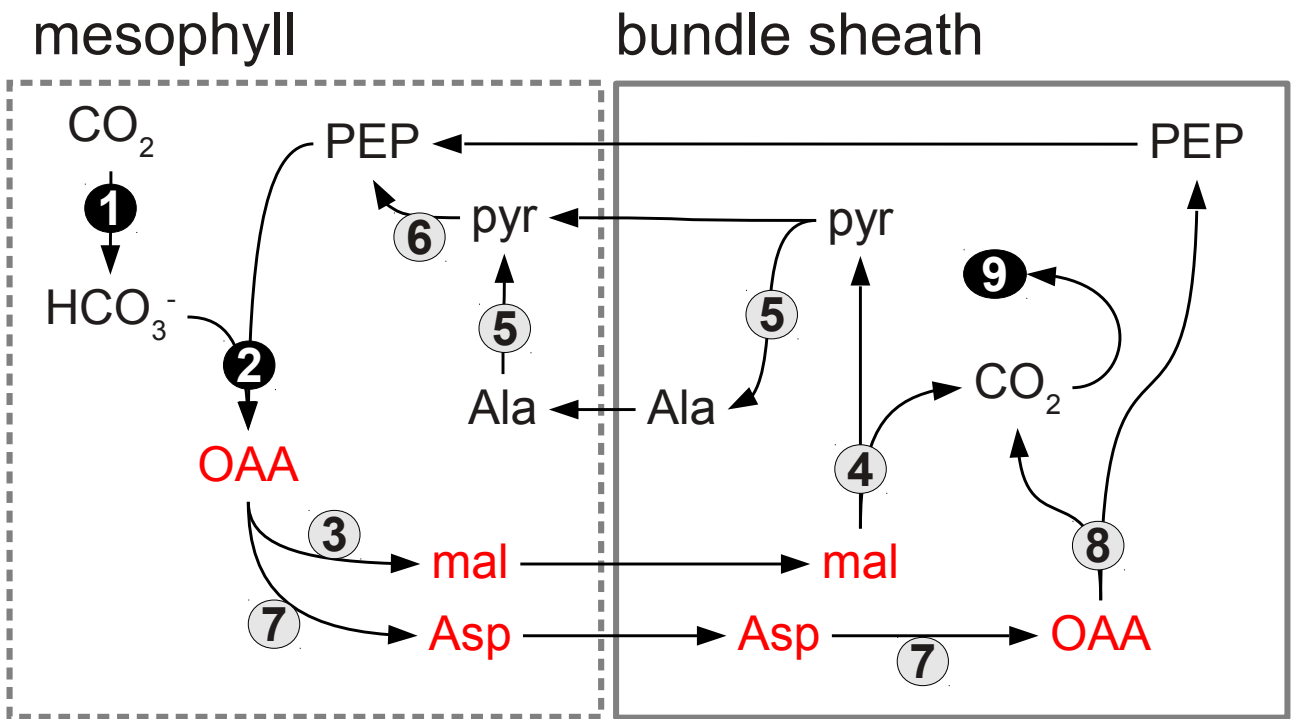 mesophyll
bundle sheath
CO2
PEP
PEP
1
6
pyr
pyr
9
HCO3-
5
5
2
CO2
Ala
Ala
OAA
4
3
mal
mal
8
7
Asp
Asp
7
OAA